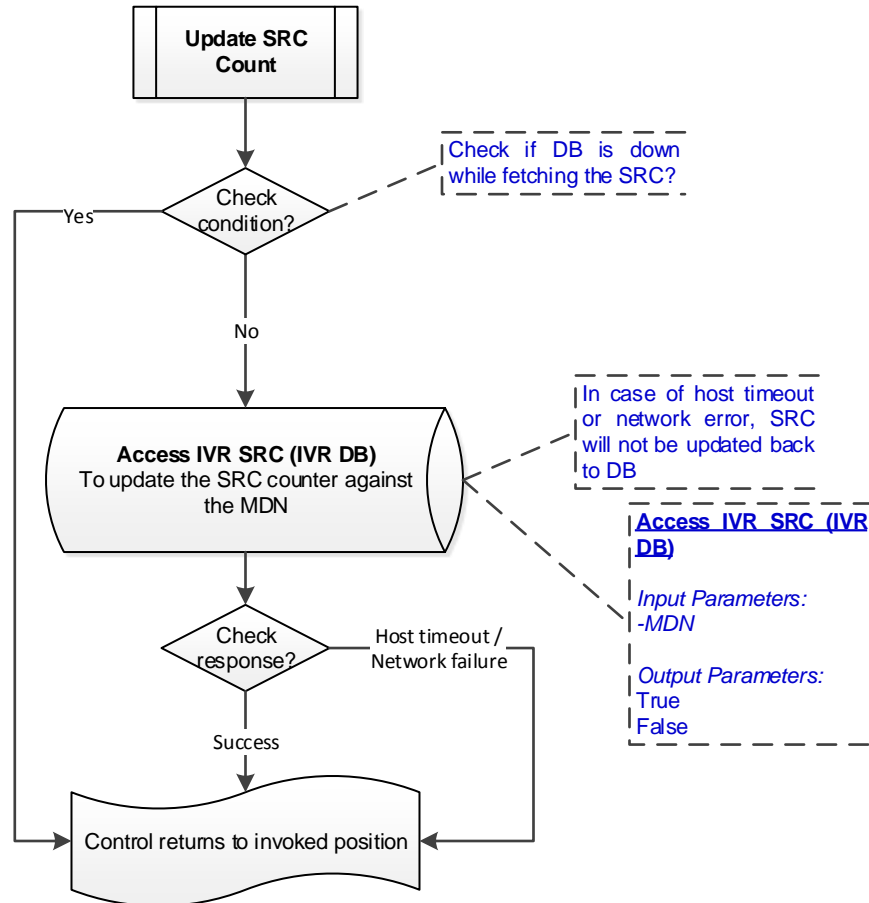 Update SRC
Count
Check if DB is down
while fetching the SRC?
Check
condition?
Yes
No
In case of host timeout
or network error, SRC
will not be updated back
to DB
Access IVR SRC (IVR DB)
To update the SRC counter against
the MDN
Access IVR SRC (IVR
DB)
Input Parameters:
-MDN
Output Parameters:
True
False
Check
response?
Host timeout /
Network failure
Success
Control returns to invoked position